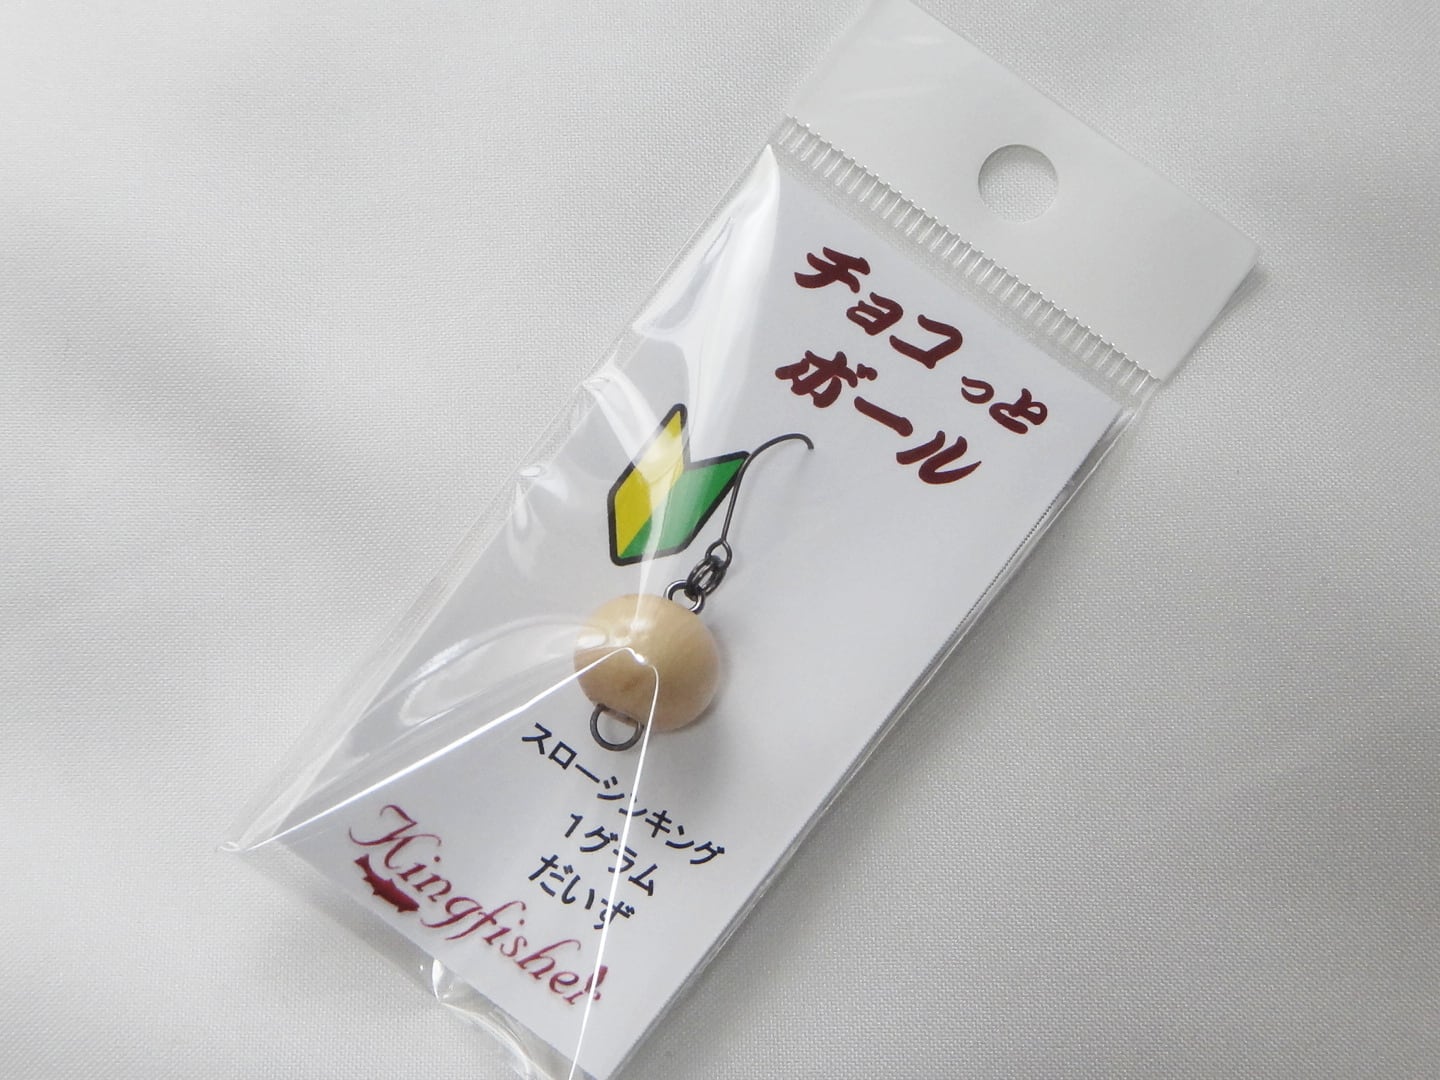 チョコっと
ボール
スローシンキング
1グラム
だいず
Kingfisher